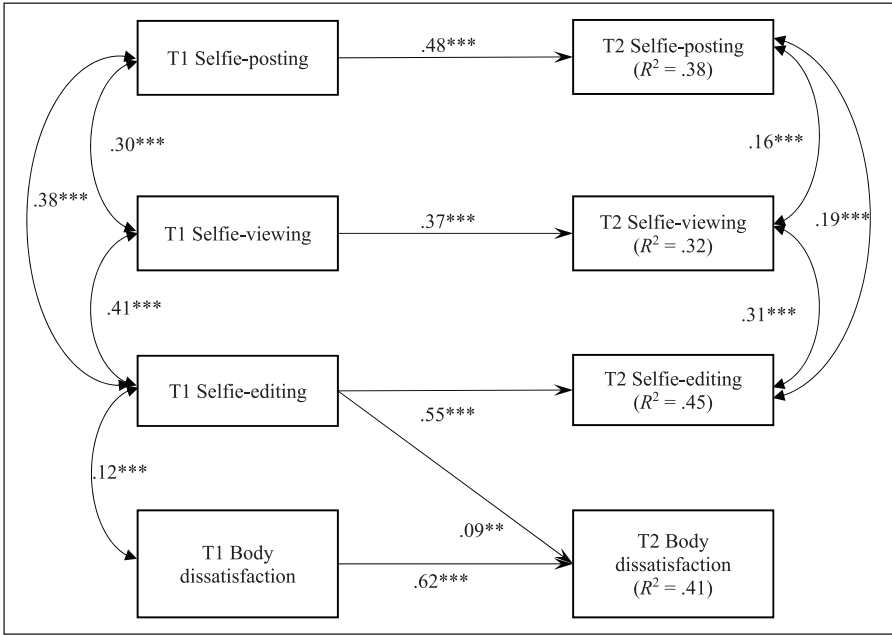 T1 Selfie-posting
.48***
T2 Selfie-posting
(R² = .38)
.30***
.16***
.38***
T1 Selfie-viewing
.37***
T2 Selfie-viewing
(R² = .32)
.19***
.41***
.31***
T1 Selfie-editing
.55***
T2 Selfie-editing
(R² = .45)
.12***
.09**
T1 Body
dissatisfaction
.62***
T2 Body
dissatisfaction
(R² = .41)